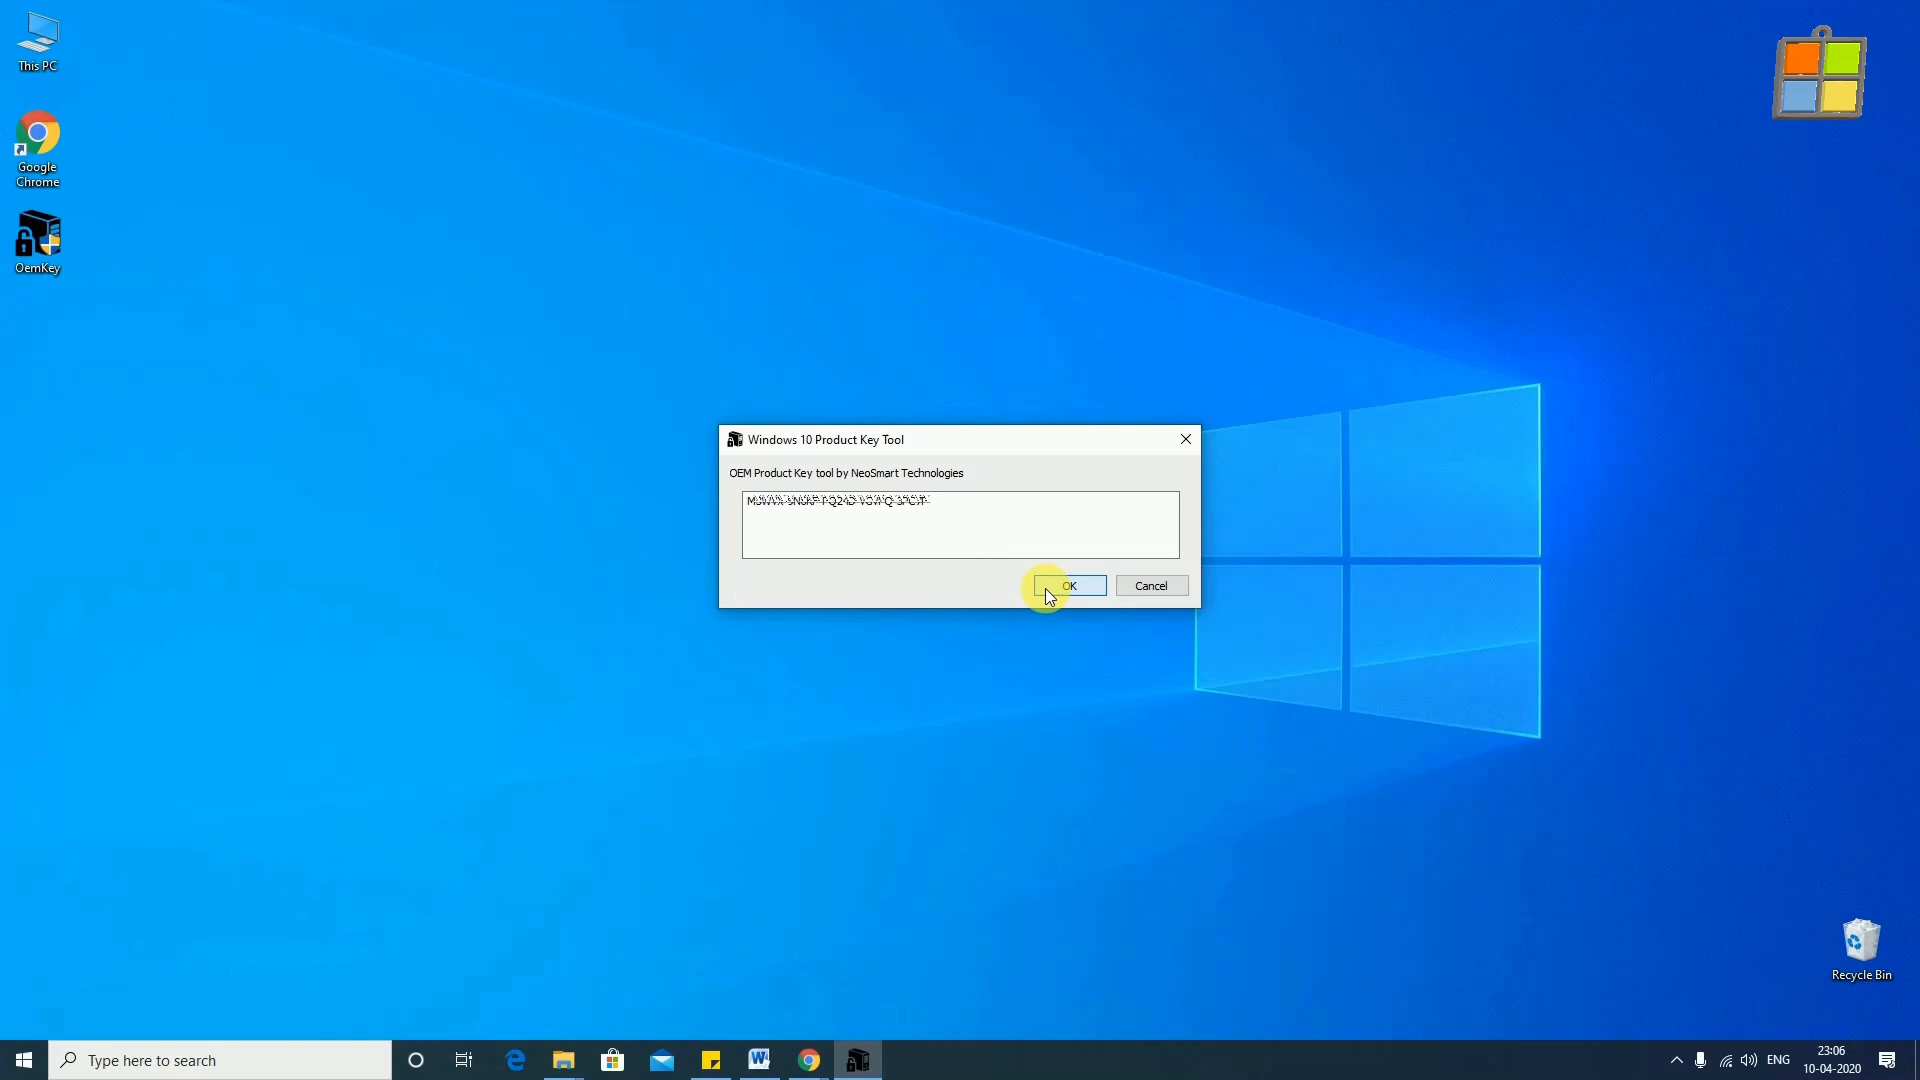 This PC
Google
Chrome
OemKey
Windows 10 Product Key Tool
OEM Product Key tool by NeoSmart Technologies
OK
Cancel
Recycle Bin
Type here to search
ENG
23:06
10-04-2020